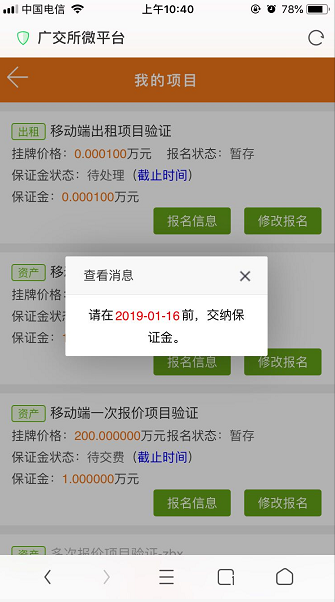 中国电信 上午10:40 78%
广交所微平台
我的项目
出租 移动端出租项目验证
挂牌价格：0.000100万元 报名状态：暂存
保证金状态：待处理（截止时间）
保证金：0.000100万元
报名信息 修改报名
资产 移
挂牌价格
保证金状态
保证金：1
查看消息
请在2019-01-16前，交纳保
证金。
报名信息 修改报名
资产 移动端一次报价项目验证
挂牌价格：200.000000万元报名状态：暂存
保证金状态：待交费（截止时间）
保证金：1.000000万元
报名信息 修改报名
资产 多次报价项目验证-zhx